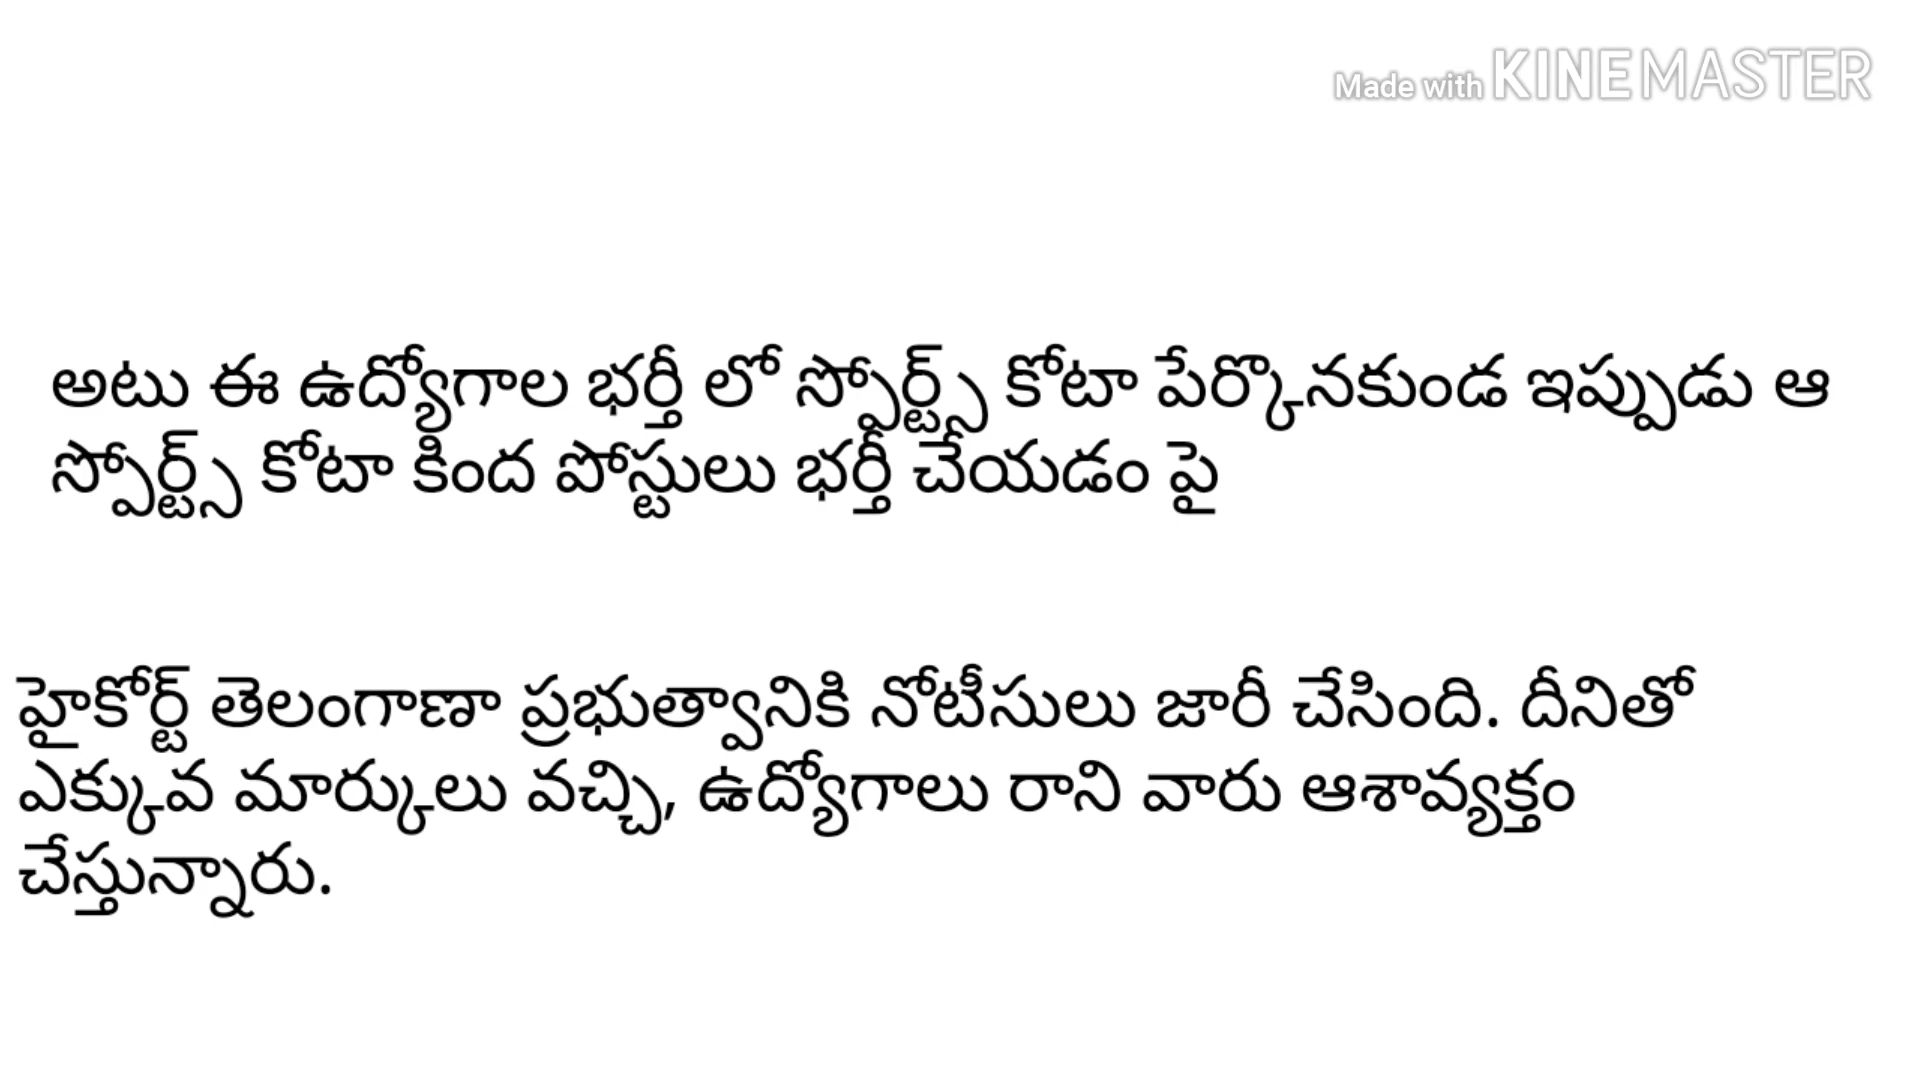 Made with KINEMASTER
అటు ఈ ఉద్యోగాల భర్తీ లో స్పోర్ట్స్ కోటా పేర్కొనకుండ ఇప్పుడు ఆ
స్పోర్ట్స్ కోటా కింద పోస్టులు భర్తీ చేయడం పై
హైకోర్ట్ తెలంగాణా ప్రభుత్వానికి నోటీసులు జారీ చేసింది. దీనితో
ఎక్కువ మార్కులు వచ్చి, ఉద్యోగాలు రాని వారు ఆశావ్యక్తం
చేస్తున్నారు.